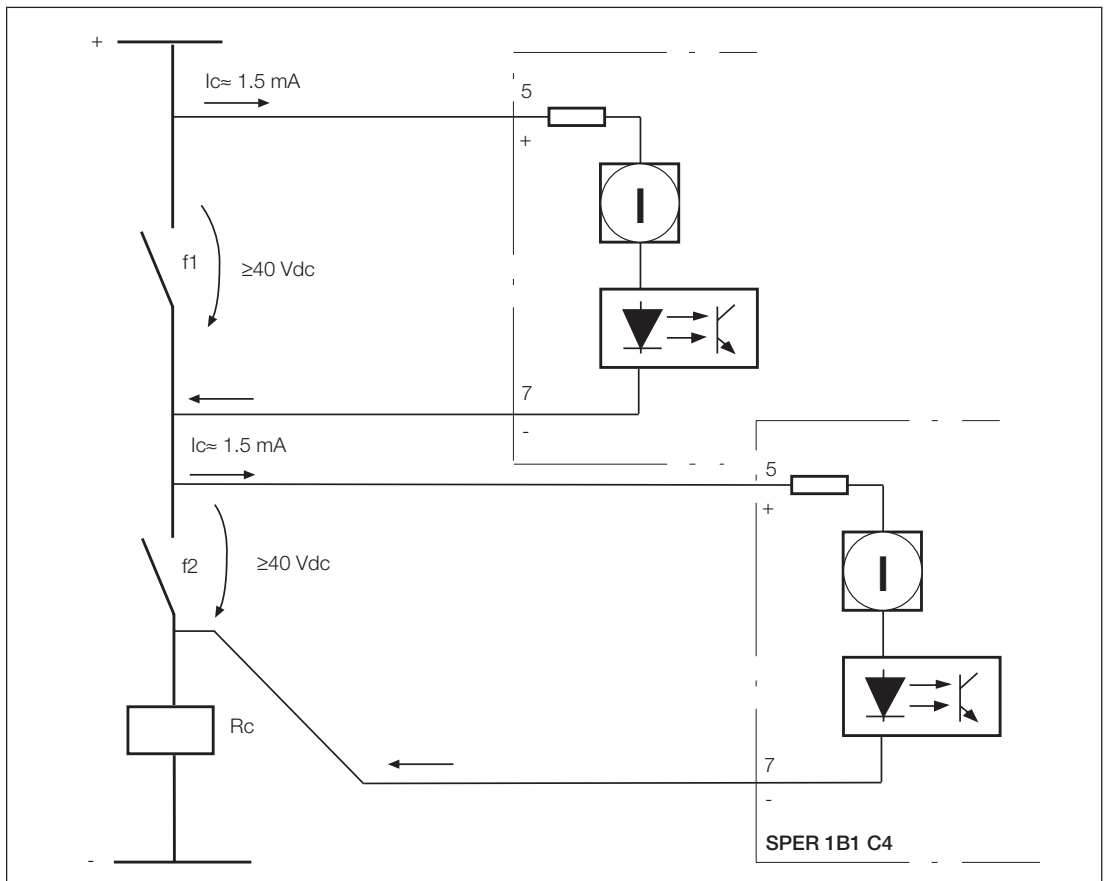 +
Ic≈ 1.5 mA
5
+
f1
≥40 Vdc
7
-
Ic≈ 1.5 mA
5
+
f2
≥40 Vdc
Rc
7
-
SPER 1B1 C4
-